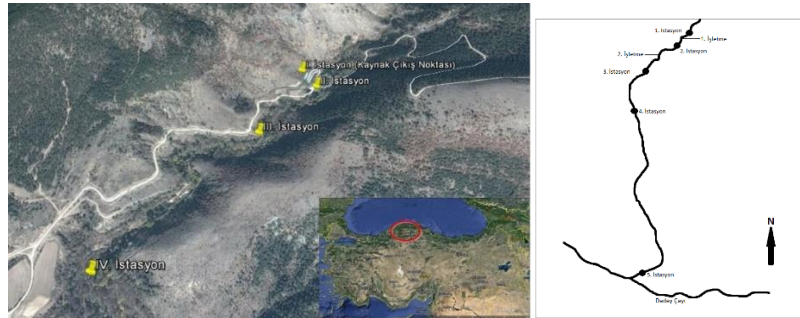 I. İstasyon (Kaynak Çıkış Noktası)
II. İstasyon
III. İstasyon
IV. İstasyon
1. İstasyon
1. İşletme
2. İşletme
2. İstasyon
3. İstasyon
4. İstasyon
N
5. İstasyon
Daday Çayı